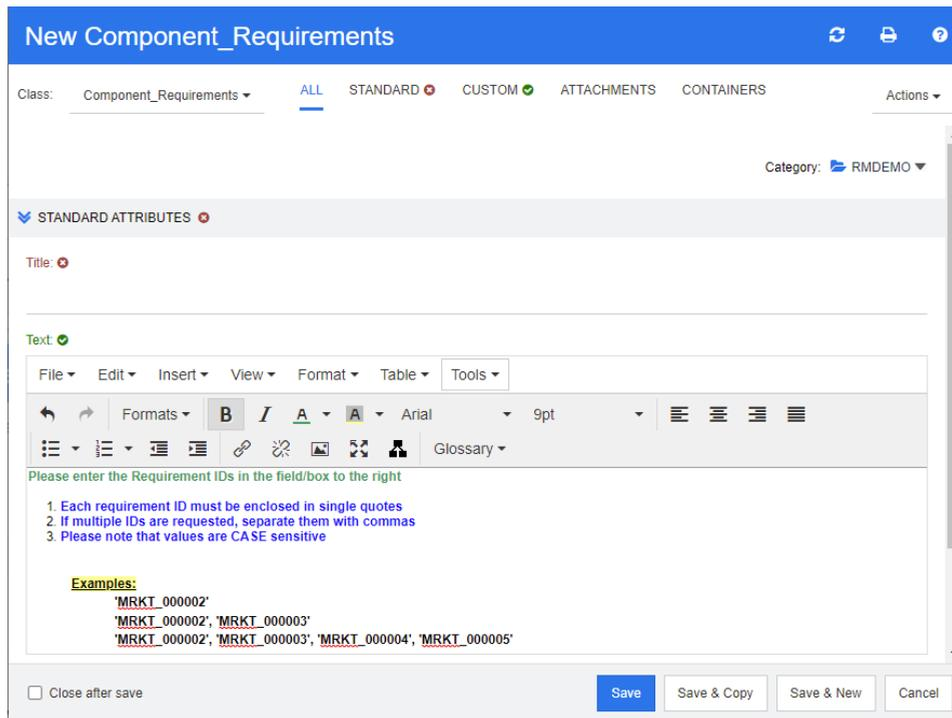 New Component_Requirements
Class: Component_Requirements ALL STANDARD CUSTOM ATTACHMENTS CONTAINERS Actions
Category: RMDEMO
STANDARD ATTRIBUTES
Title:
Text:
File Edit Insert View Format Table Tools
Formats B I A A Arial 9pt
Glossary
Please enter the Requirement IDs in the field/box to the right
1. Each requirement ID must be enclosed in single quotes
2. If multiple IDs are requested, separate them with commas
3. Please note that values are CASE sensitive
Examples:
'MRKT_000002'
'MRKT_000002', 'MRKT_000003'
'MRKT_000002', 'MRKT_000003', 'MRKT_000004', 'MRKT_000005'
Close after save Save Save & Copy Save & New Cancel